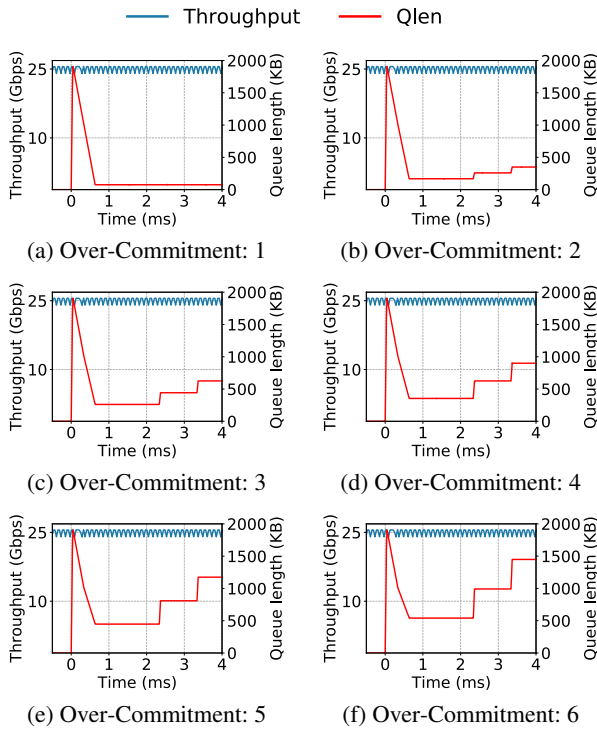 Throughput Qlen
Throughput (Gbps)
25
10
0 1 2 3 4
Time (ms)
2000
1500
1000
500
0
Queue length (KB)
(a) Over-Commitment: 1
Throughput (Gbps)
25
10
0 1 2 3 4
Time (ms)
2000
1500
1000
500
0
Queue length (KB)
(b) Over-Commitment: 2
Throughput (Gbps)
25
10
0 1 2 3 4
Time (ms)
2000
1500
1000
500
0
Queue length (KB)
(c) Over-Commitment: 3
Throughput (Gbps)
25
10
0 1 2 3 4
Time (ms)
2000
1500
1000
500
0
Queue length (KB)
(d) Over-Commitment: 4
Throughput (Gbps)
25
10
0 1 2 3 4
Time (ms)
2000
1500
1000
500
0
Queue length (KB)
(e) Over-Commitment: 5
Throughput (Gbps)
25
10
0 1 2 3 4
Time (ms)
2000
1500
1000
500
0
Queue length (KB)
(f) Over-Commitment: 6